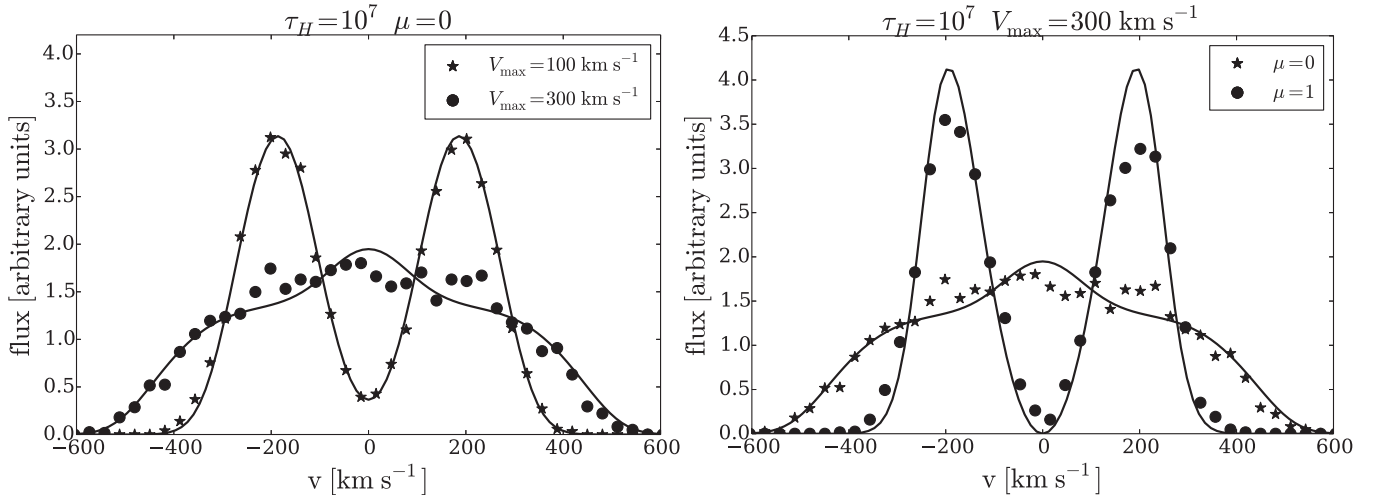 τ_H=10^7 μ=0
flux [arbitrary units]
4.0
3.5
3.0
2.5
2.0
1.5
1.0
0.5
0.0
★ V_max=100 km s^−1
● V_max=300 km s^−1
−600 −400 −200 0 200 400 600
v [km s^−1]
τ_H=10^7 V_max=300 km s^−1
flux [arbitrary units]
4.5
4.0
3.5
3.0
2.5
2.0
1.5
1.0
0.5
0.0
★ μ=0
● μ=1
−600 −400 −200 0 200 400 600
v [km s^−1]